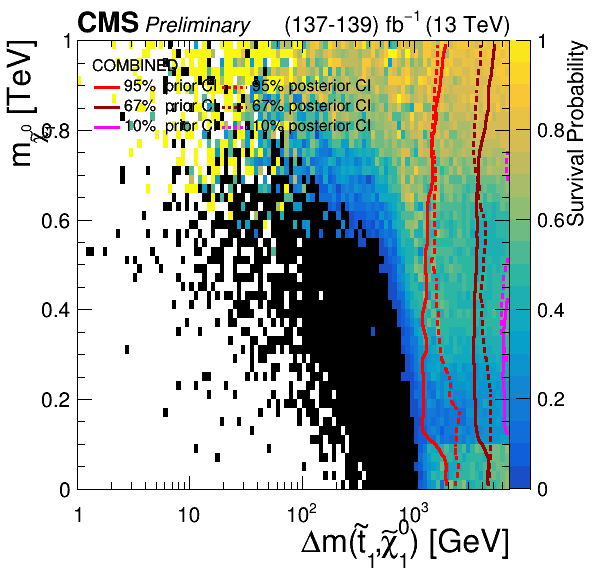 CMS Preliminary (137-139) fb⁻¹ (13 TeV)
COMBINED
95% prior CI 95% posterior CI
67% prior CI 67% posterior CI
10% prior CI 10% posterior CI
m_χ̃₁⁰ [TeV]
1
0.8
0.6
0.4
0.2
0
1 10 10² 10³
Δm(t̃₁,χ̃₁⁰) [GeV]
1
0.8
0.6
0.4
0.2
0
Survival Probability